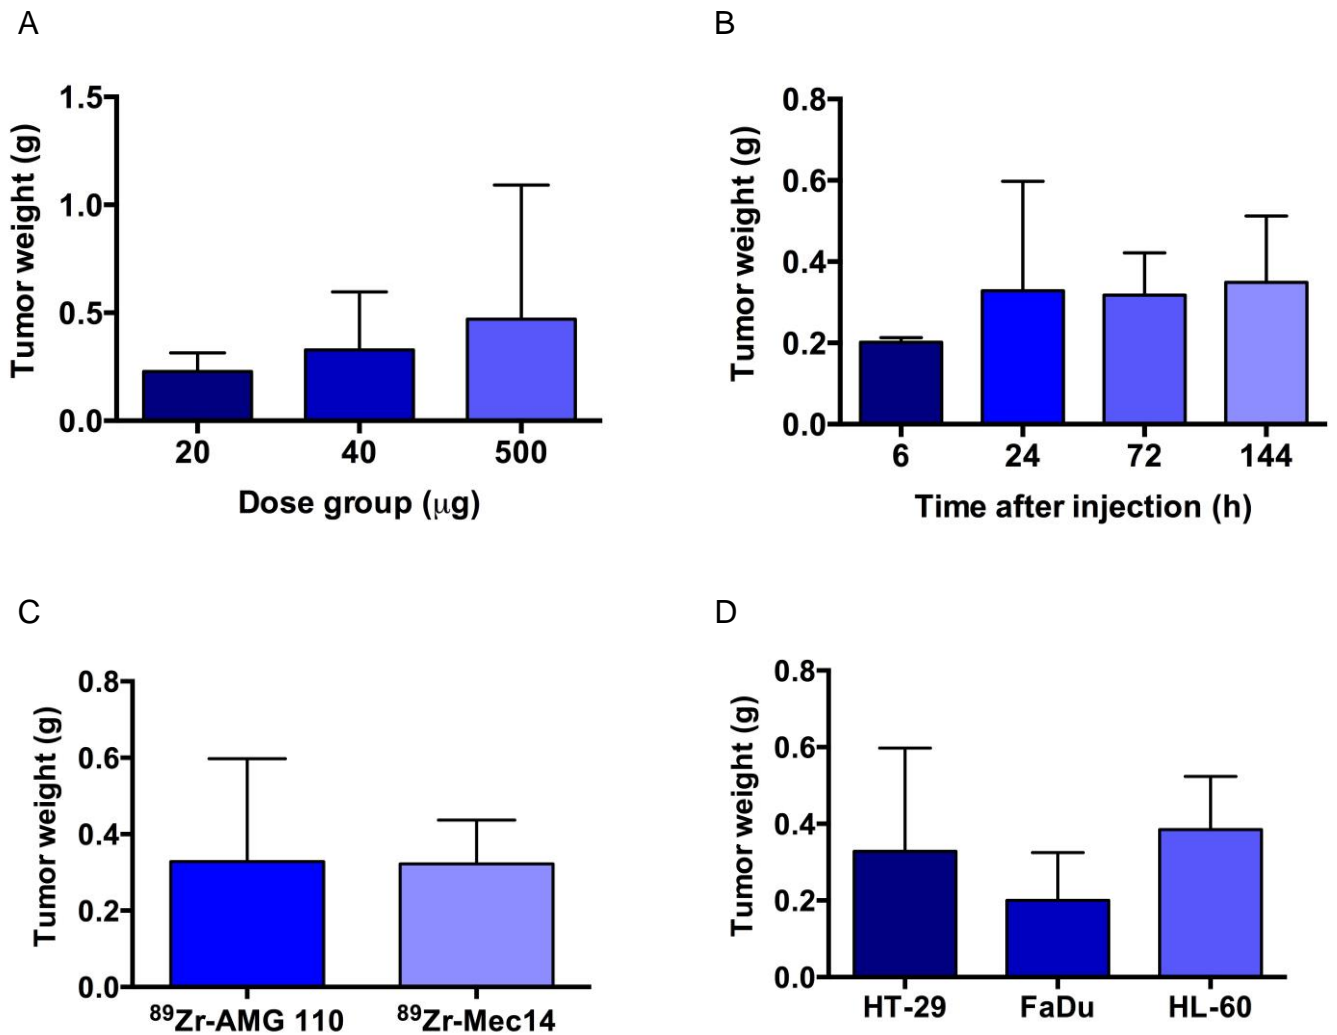 A
Tumor weight (g)
1.5
1.0
0.5
0.0
20 40 500
Dose group (μg)
B
Tumor weight (g)
0.8
0.6
0.4
0.2
0.0
6 24 72 144
Time after injection (h)
C
Tumor weight (g)
0.8
0.6
0.4
0.2
0.0
⁸⁹Zr-AMG 110 ⁸⁹Zr-Mec14
D
Tumor weight (g)
0.8
0.6
0.4
0.2
0.0
HT-29 FaDu HL-60